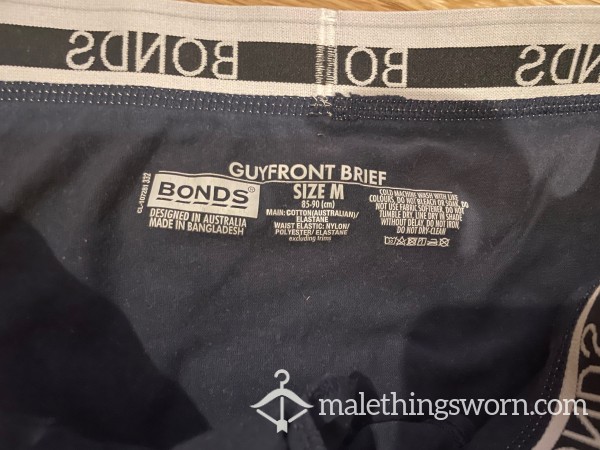 BONDS BONDS BONDS
GUYFRONT BRIEF
BONDS®
DESIGNED IN AUSTRALIA
MADE IN BANGLADESH
SIZE M
85-90 (cm)
MAIN: COTTON(AUSTRALIAN)/
ELASTANE
WAIST ELASTIC: NYLON/
POLYESTER/ ELASTANE
excluding trims
COLD MACHINE WASH WITH LIKE
COLOURS. DO NOT BLEACH OR SOAK. DO
NOT USE FABRIC SOFTENER. DO NOT
TUMBLE DRY. LINE DRY IN SHADE
WITHOUT DELAY. DO NOT IRON.
DO NOT DRY-CLEAN
malethingsworn.com